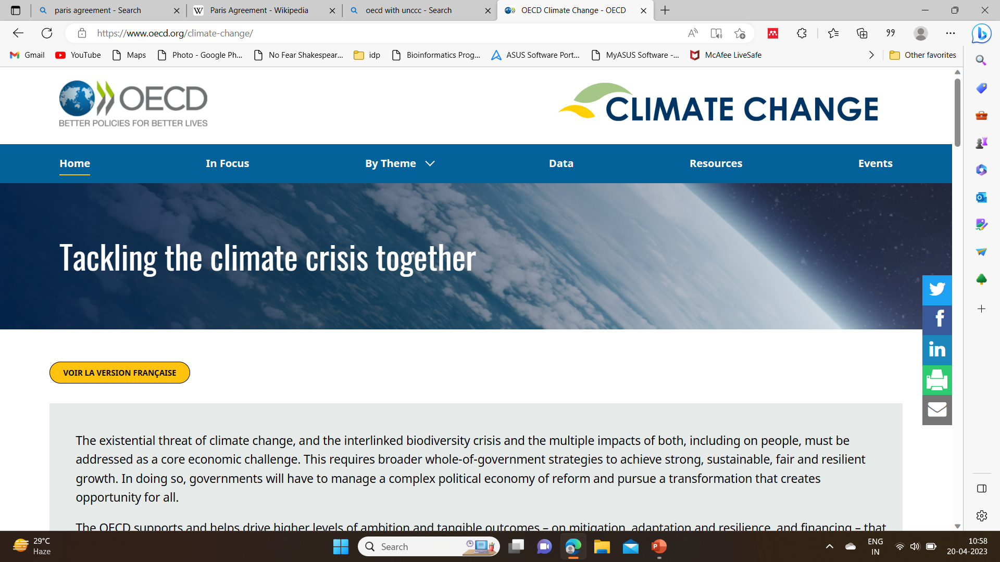 paris agreement - Search
Paris Agreement - Wikipedia
oecd with unccc - Search
OECD Climate Change - OECD
https://www.oecd.org/climate-change/
Gmail
YouTube
Maps
Photo - Google Ph...
No Fear Shakespear...
idp
Bioinformatics Prog...
ASUS Software Port...
MyASUS Software -...
McAfee LiveSafe
Other favorites
OECD
BETTER POLICIES FOR BETTER LIVES
CLIMATE CHANGE
Home
In Focus
By Theme
Data
Resources
Events
Tackling the climate crisis together
VOIR LA VERSION FRANÇAISE
The existential threat of climate change, and the interlinked biodiversity crisis and the multiple impacts of both, including on people, must be
addressed as a core economic challenge. This requires broader whole-of-government strategies to achieve strong, sustainable, fair and resilient
growth. In doing so, governments will have to manage a complex political economy of reform and pursue a transformation that creates
opportunity for all.
The OECD supports and helps drive higher levels of ambition and tangible outcomes – on mitigation, adaptation and resilience, and financing – that
29°C
Haze
Search
ENG
IN
10:58
20-04-2023